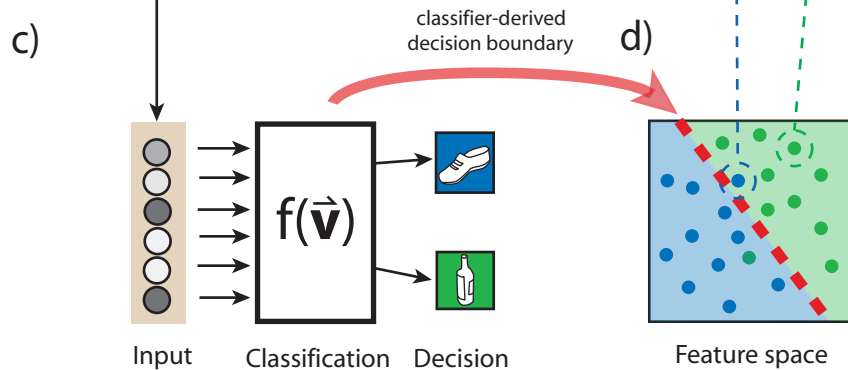 c)
classifier-derived
decision boundary
d)
f(v⃗)
Input
Classification
Decision
Feature space